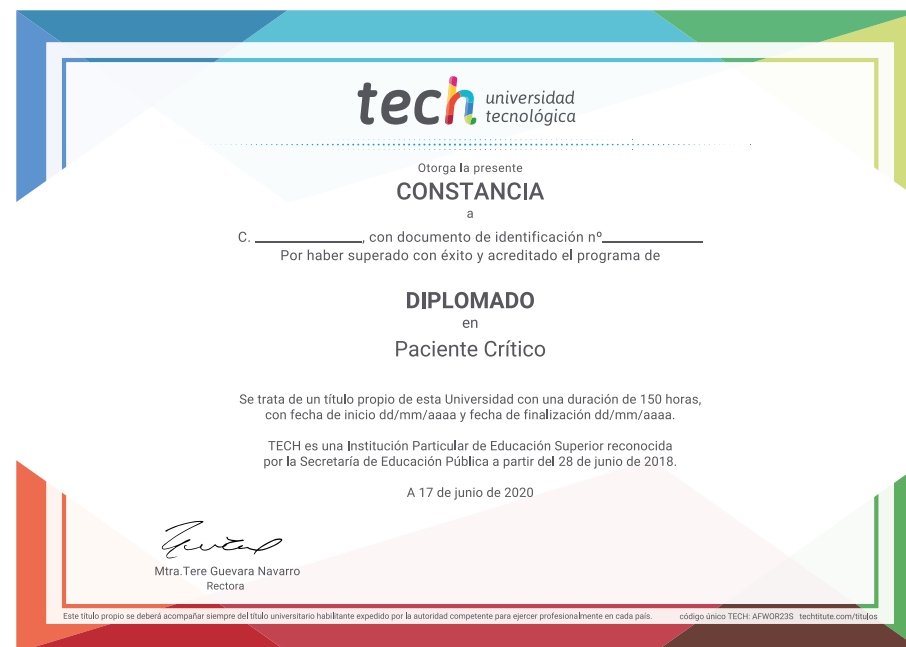 tech universidad
tecnológica
Otorga la presente
CONSTANCIA
a
C. ____________, con documento de identificación nº____________
Por haber superado con éxito y acreditado el programa de
DIPLOMADO
en
Paciente Crítico
Se trata de un título propio de esta Universidad con una duración de 150 horas,
con fecha de inicio dd/mm/aaaa y fecha de finalización dd/mm/aaaa.
TECH es una Institución Particular de Educación Superior reconocida
por la Secretaría de Educación Pública a partir del 28 de junio de 2018.
A 17 de junio de 2020
Mtra.Tere Guevara Navarro
Rectora
Este título propio se deberá acompañar siempre del título universitario habilitante expedido por la autoridad competente para ejercer profesionalmente en cada país. código único TECH: AFWOR23S techtitute.com/titulos